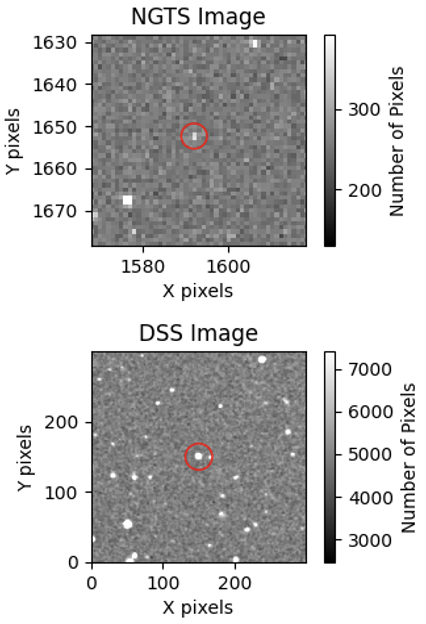 NGTS Image
1630
1640
1650
1660
1670
Y pixels
1580 1600
X pixels
300
200
Number of Pixels
DSS Image
200
100
0
Y pixels
0 100 200
X pixels
7000
6000
5000
4000
3000
Number of Pixels